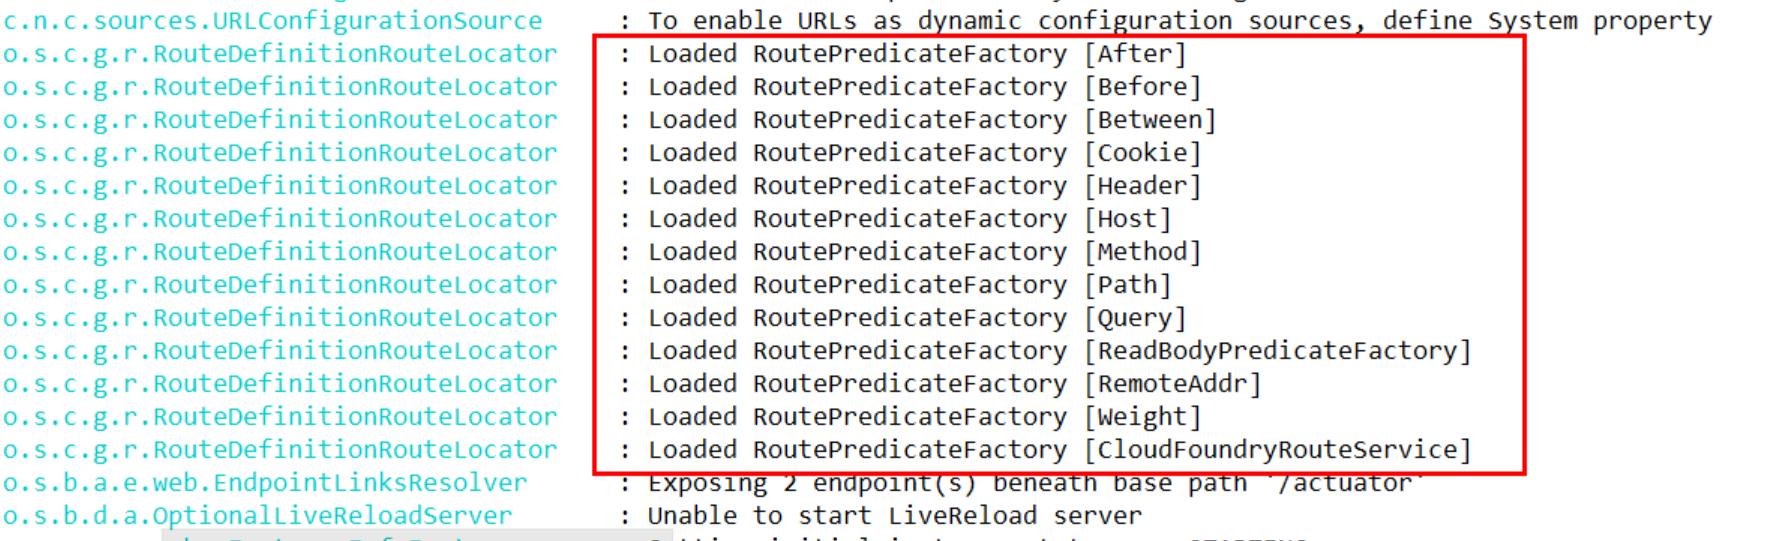 c.n.c.sources.URLConfigurationSource : To enable URLs as dynamic configuration sources, define System property
o.s.c.g.r.RouteDefinitionRouteLocator : Loaded RoutePredicateFactory [After]
o.s.c.g.r.RouteDefinitionRouteLocator : Loaded RoutePredicateFactory [Before]
o.s.c.g.r.RouteDefinitionRouteLocator : Loaded RoutePredicateFactory [Between]
o.s.c.g.r.RouteDefinitionRouteLocator : Loaded RoutePredicateFactory [Cookie]
o.s.c.g.r.RouteDefinitionRouteLocator : Loaded RoutePredicateFactory [Header]
o.s.c.g.r.RouteDefinitionRouteLocator : Loaded RoutePredicateFactory [Host]
o.s.c.g.r.RouteDefinitionRouteLocator : Loaded RoutePredicateFactory [Method]
o.s.c.g.r.RouteDefinitionRouteLocator : Loaded RoutePredicateFactory [Path]
o.s.c.g.r.RouteDefinitionRouteLocator : Loaded RoutePredicateFactory [Query]
o.s.c.g.r.RouteDefinitionRouteLocator : Loaded RoutePredicateFactory [ReadBodyPredicateFactory]
o.s.c.g.r.RouteDefinitionRouteLocator : Loaded RoutePredicateFactory [RemoteAddr]
o.s.c.g.r.RouteDefinitionRouteLocator : Loaded RoutePredicateFactory [Weight]
o.s.c.g.r.RouteDefinitionRouteLocator : Loaded RoutePredicateFactory [CloudFoundryRouteService]
o.s.b.a.e.web.EndpointLinksResolver : Exposing 2 endpoint(s) beneath base path '/actuator'
o.s.b.d.a.OptionalLiveReloadServer : Unable to start LiveReload server